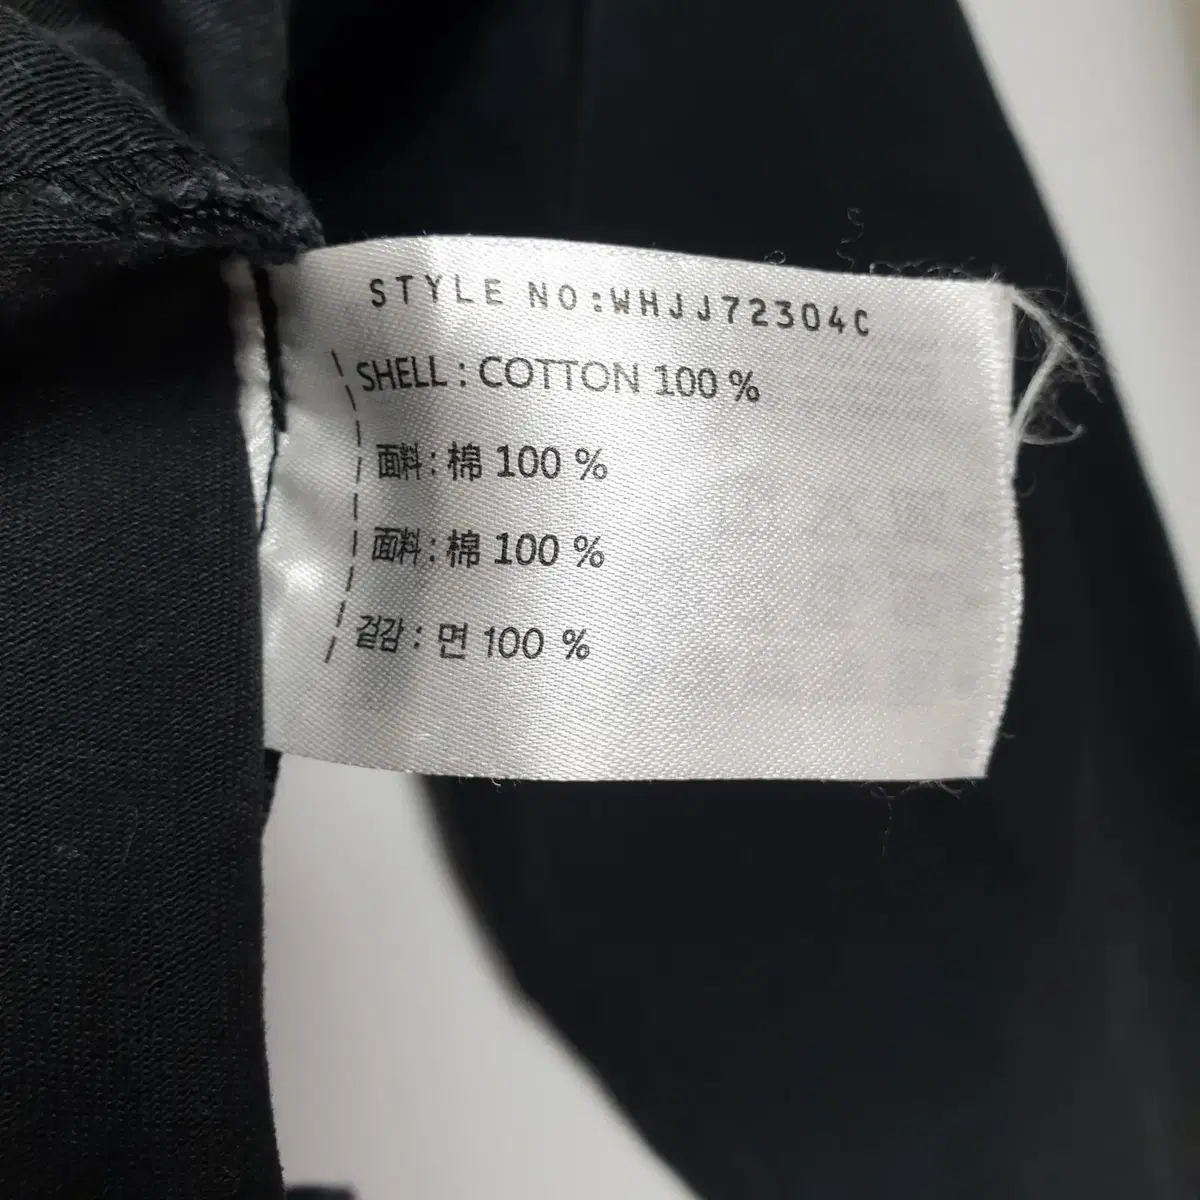 STYLE NO:WHJJ72304C
SHELL : COTTON 100 %
面料 : 棉 100 %
面料 : 棉 100 %
겉감 : 면 100 %